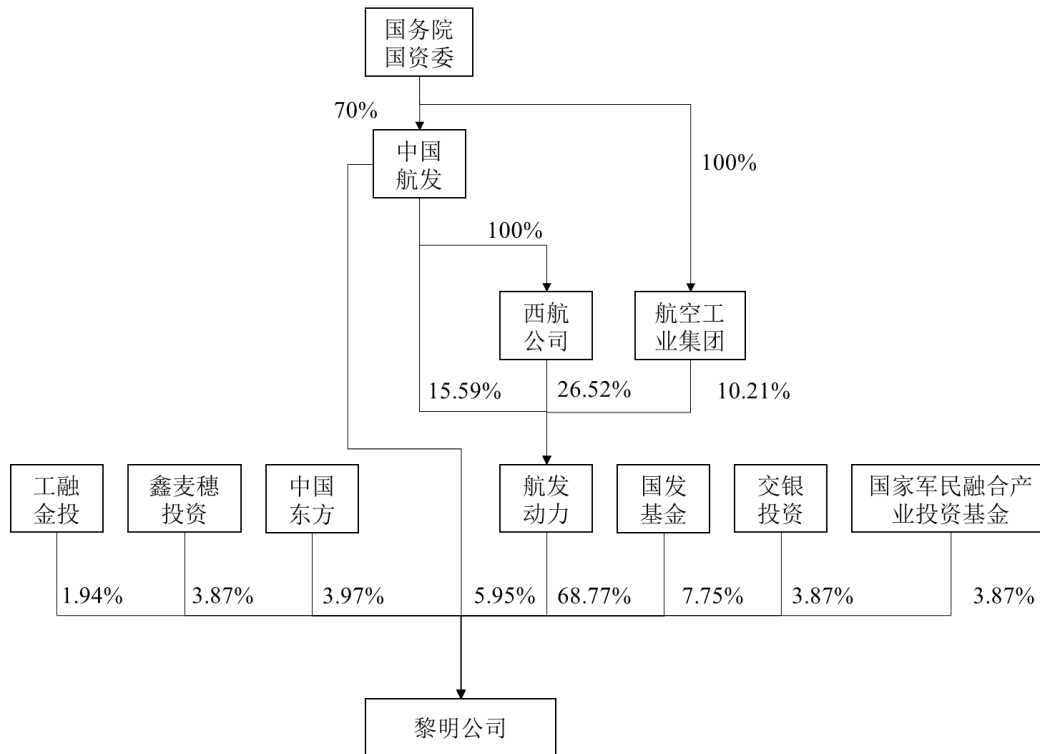 国务院
国资委
70%
中国
航发
100%
100%
西航
公司
航空工
业集团
15.59%
26.52%
10.21%
工融
金投
鑫麦穗
投资
中国
东方
航发
动力
国发
基金
交银
投资
国家军民融合产
业投资基金
1.94%
3.87%
3.97%
5.95%
68.77%
7.75%
3.87%
3.87%
黎明公司